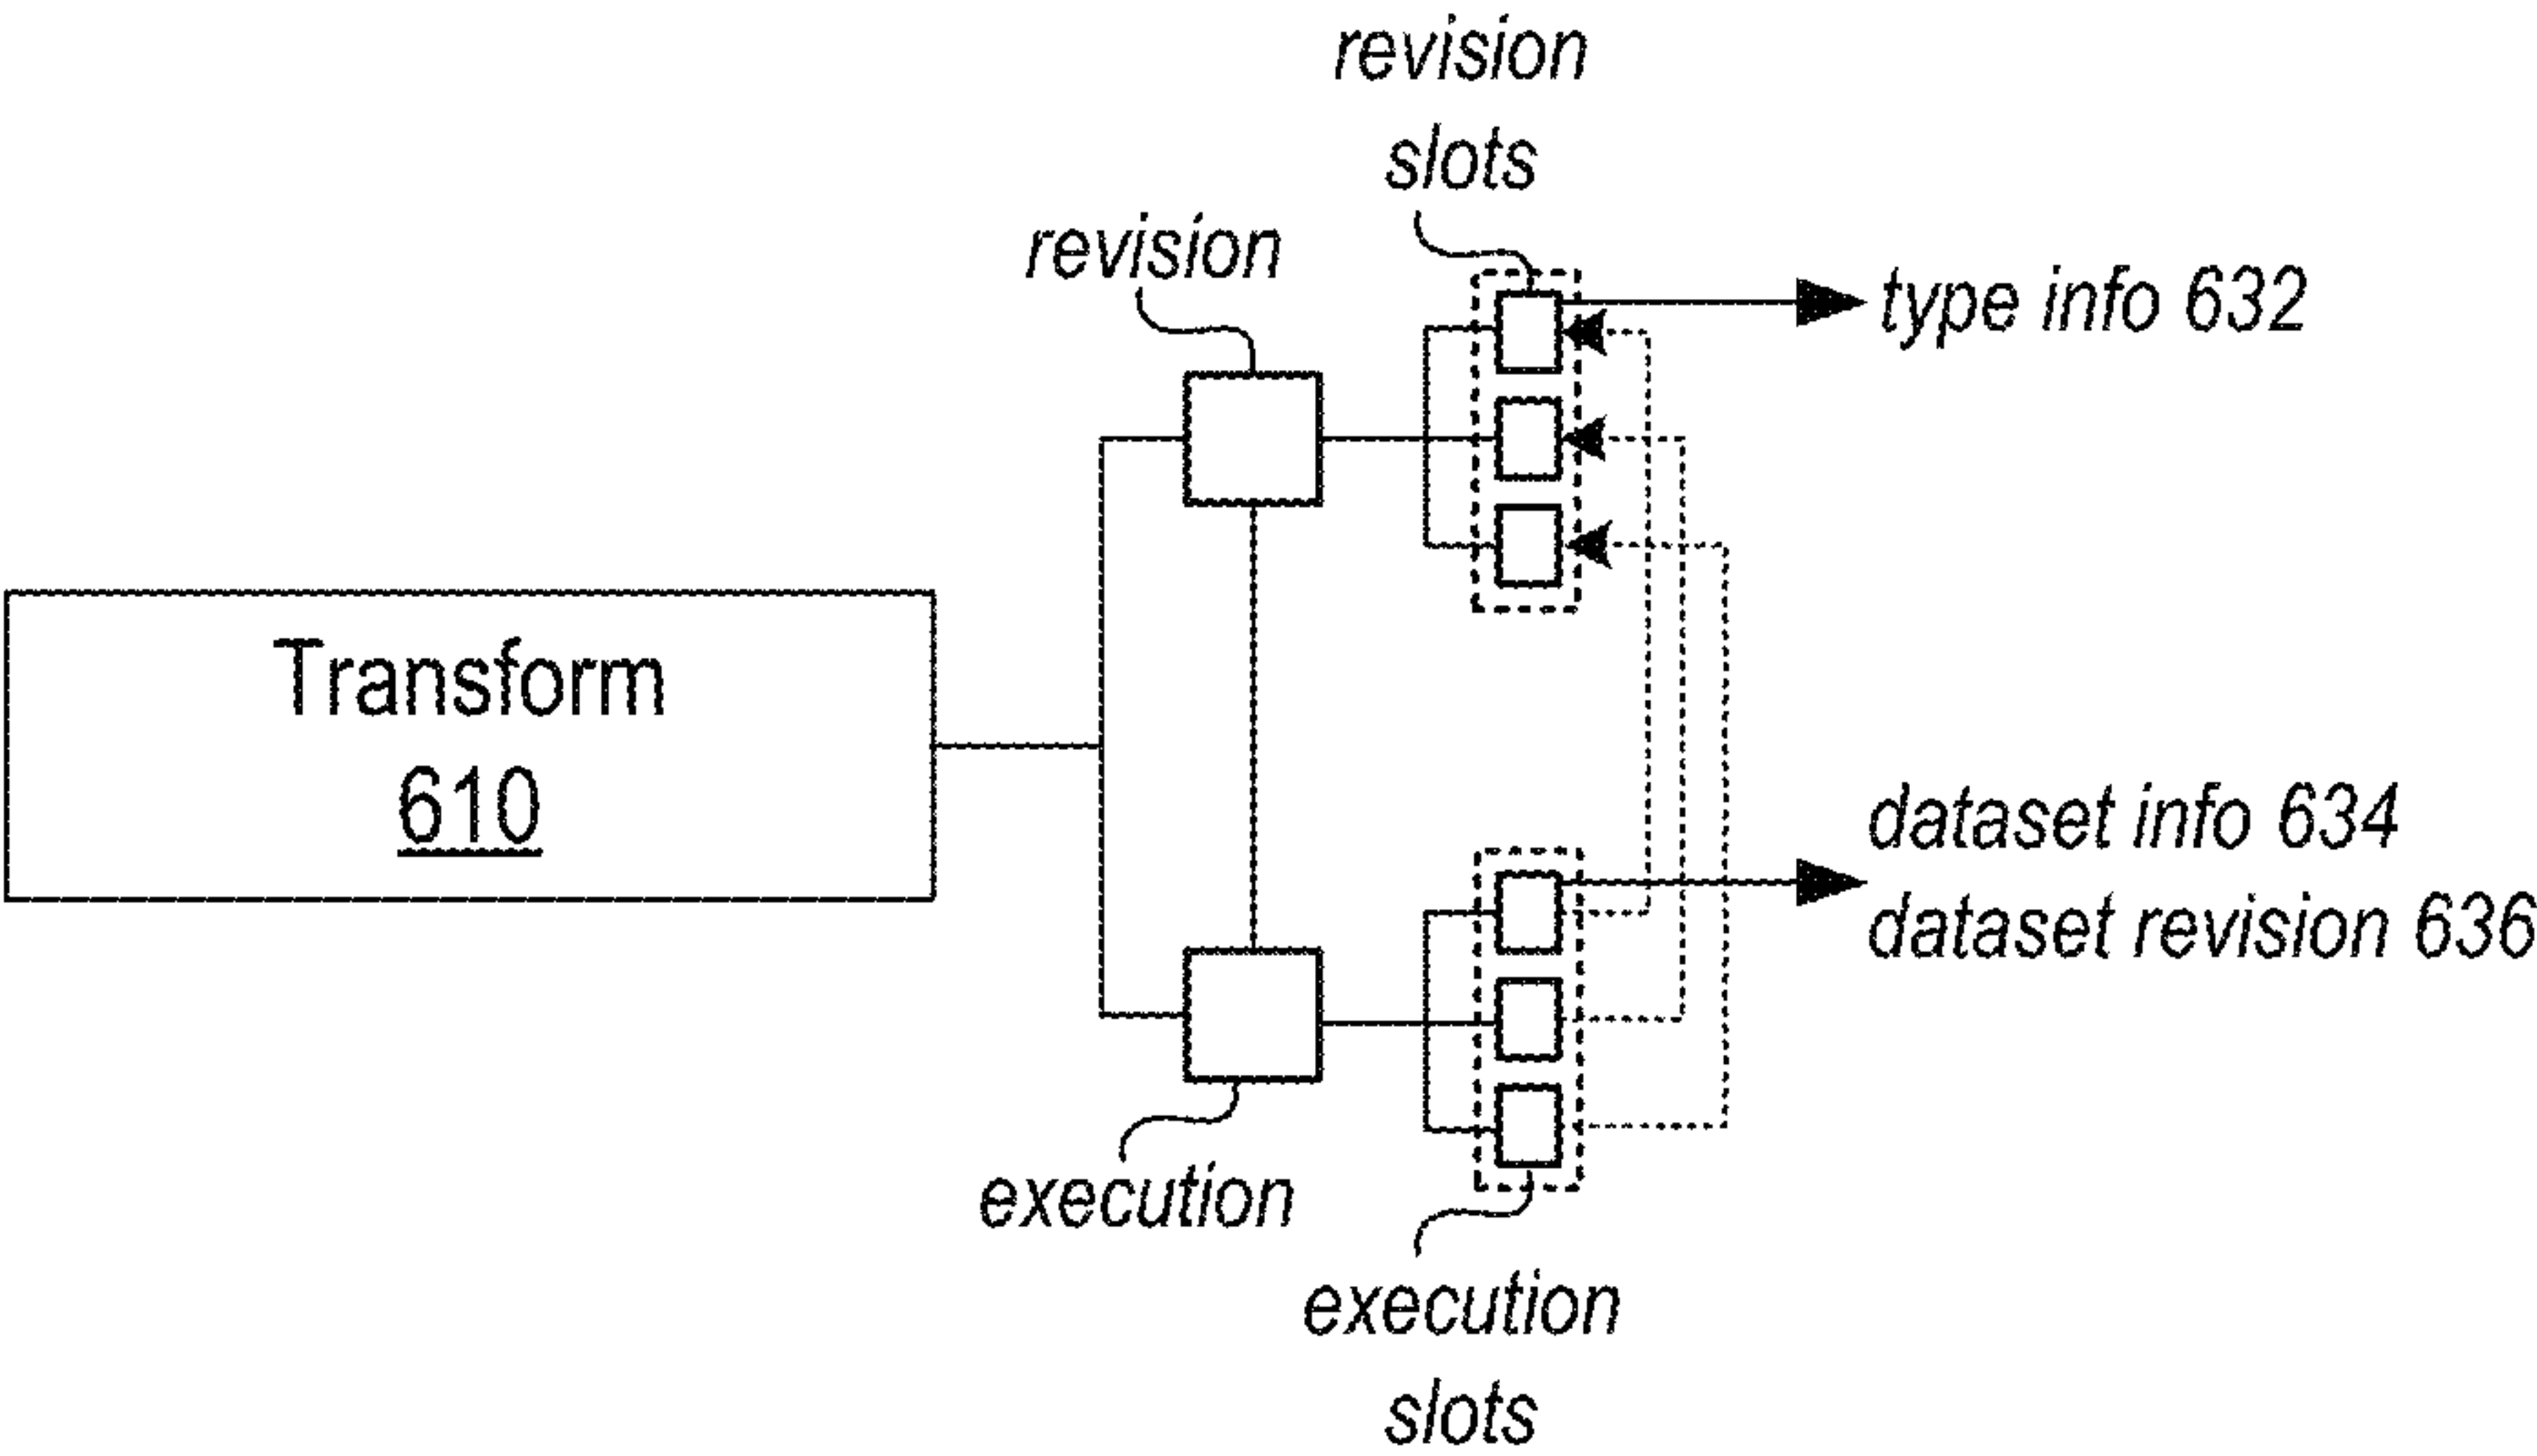 revision
slots
revision
type info 632
Transform
610
dataset info 634
dataset revision 636
execution
execution
slots